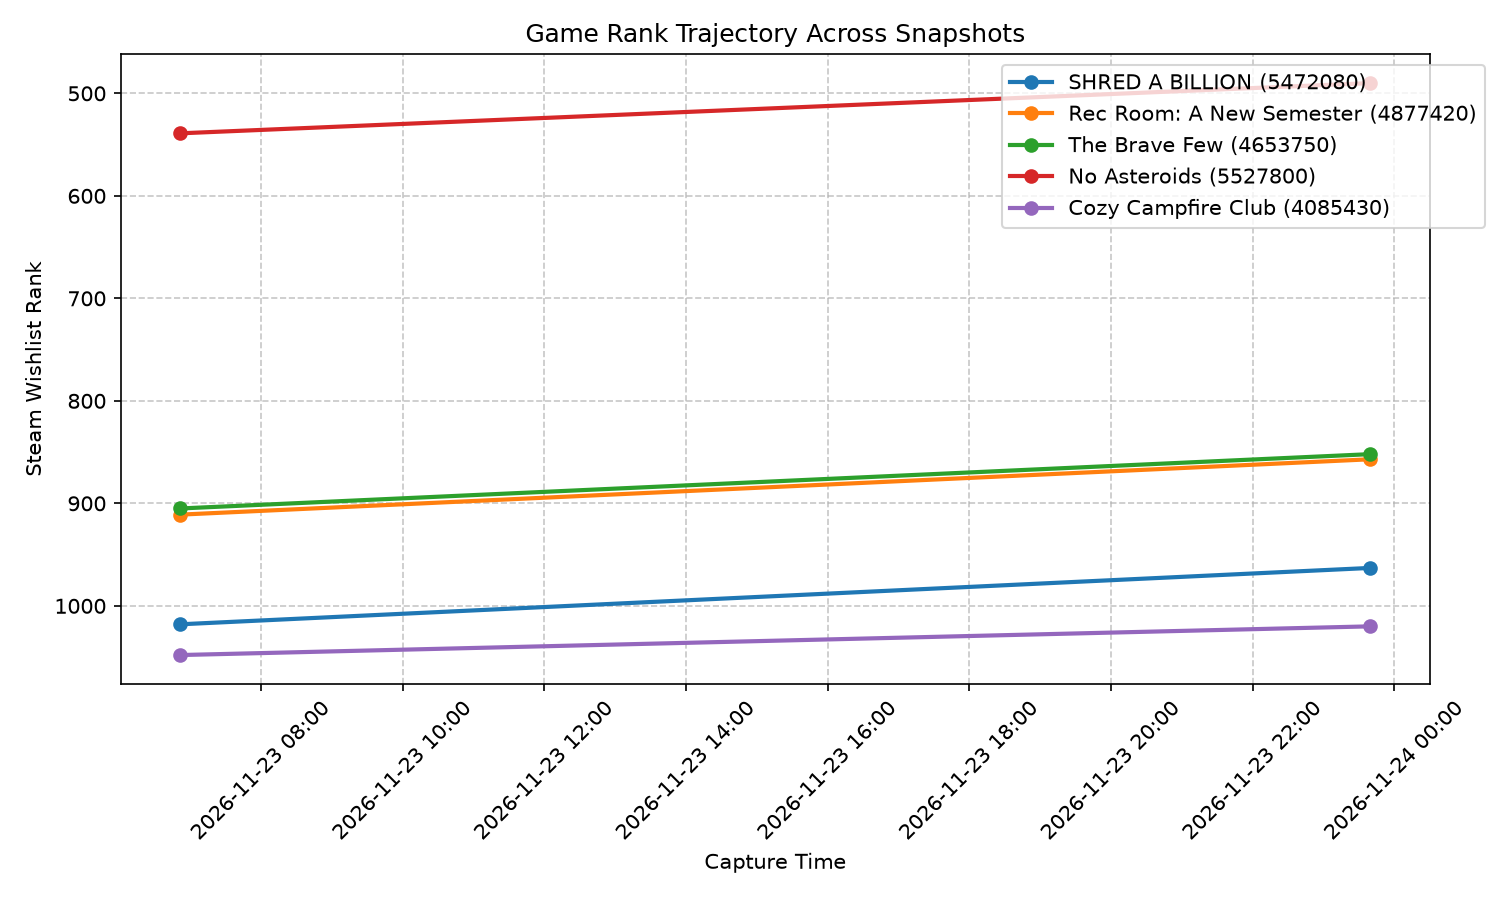 Game Rank Trajectory Across Snapshots
SHRED A BILLION (5472080)
Rec Room: A New Semester (4877420)
The Brave Few (4653750)
No Asteroids (5527800)
Cozy Campfire Club (4085430)
Steam Wishlist Rank
500
600
700
800
900
1000
2026-11-23 08:00
2026-11-23 10:00
2026-11-23 12:00
2026-11-23 14:00
2026-11-23 16:00
2026-11-23 18:00
2026-11-23 20:00
2026-11-23 22:00
2026-11-24 00:00
Capture Time